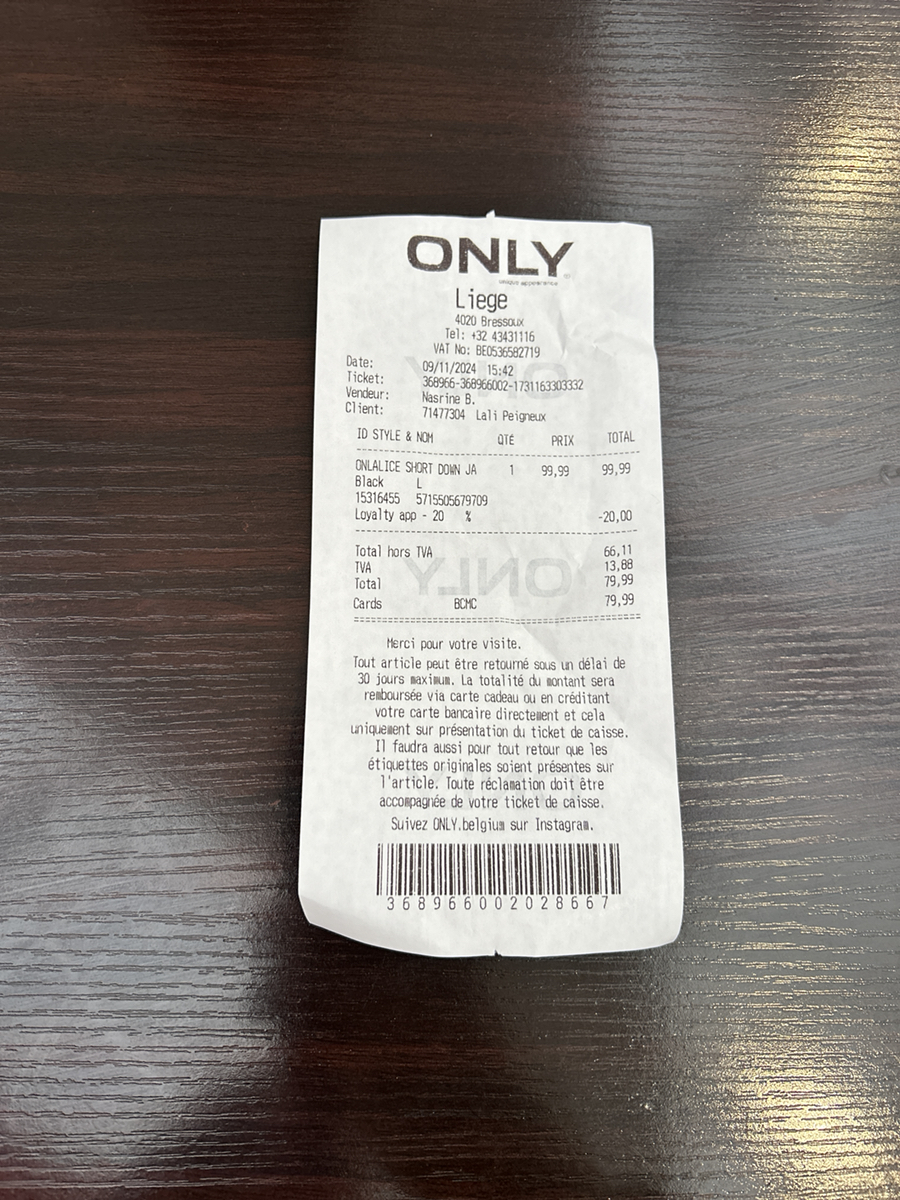 ONLY
unique appearance
Liege
4020 Bressoux
Tel: +32 43431116
VAT No: BE0536582719
Date: 09/11/2024 15:42
Ticket: 368966-368966002-1731163303332
Vendeur: Nasrine B.
Client: 71477304 Lali Peigneux
ID STYLE & NOM QTÉ PRIX TOTAL
ONLALICE SHORT DOWN JA 1 99,99 99,99
Black L
15316455 5715505679709
Loyalty app - 20 % -20,00
Total hors TVA 66,11
TVA 13,88
Total 79,99
Cards BCMC 79,99
Merci pour votre visite.
Tout article peut être retourné sous un délai de
30 jours maximum. La totalité du montant sera
remboursée via carte cadeau ou en créditant
votre carte bancaire directement et cela
uniquement sur présentation du ticket de caisse.
Il faudra aussi pour tout retour que les
étiquettes originales soient présentes sur
l'article. Toute réclamation doit être
accompagnée de votre ticket de caisse.
Suivez ONLY.belgium sur Instagram.
368966002028667